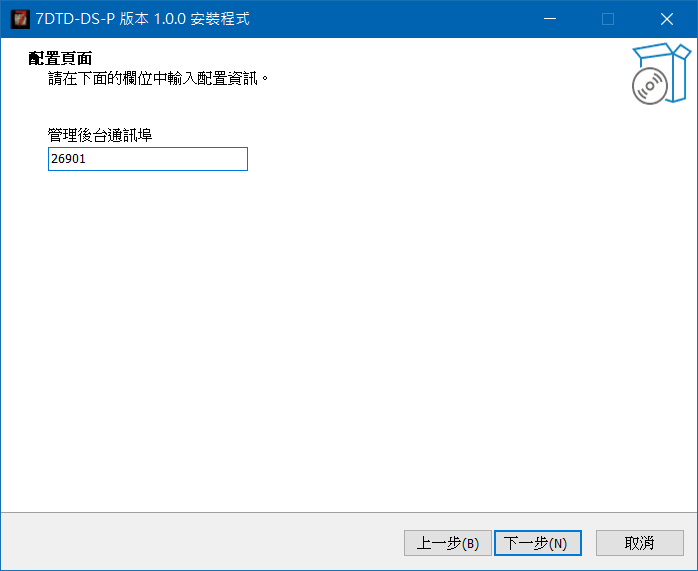 7DTD-DS-P 版本 1.0.0 安裝程式
配置頁面
請在下面的欄位中輸入配置資訊。
管理後台通訊埠
26901
上一步(B)
下一步(N)
取消